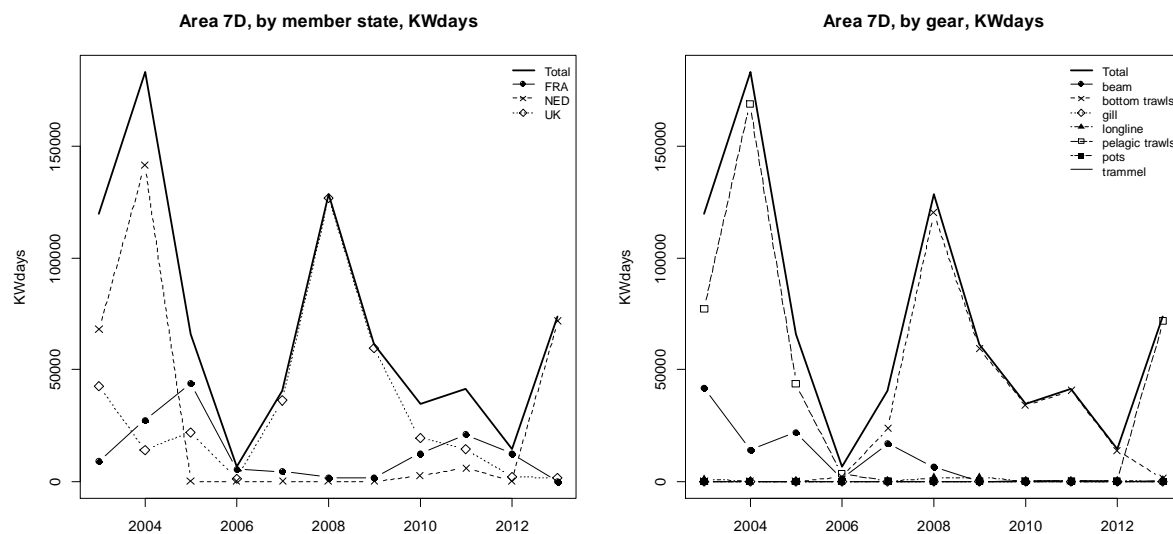 Area 7D, by member state, KWdays
KWdays
150000
100000
50000
0
2004 2006 2008 2010 2012
Total
FRA
NED
UK
Area 7D, by gear, KWdays
KWdays
150000
100000
50000
0
2004 2006 2008 2010 2012
Total
beam
bottom trawls
gill
longline
pelagic trawls
pots
trammel